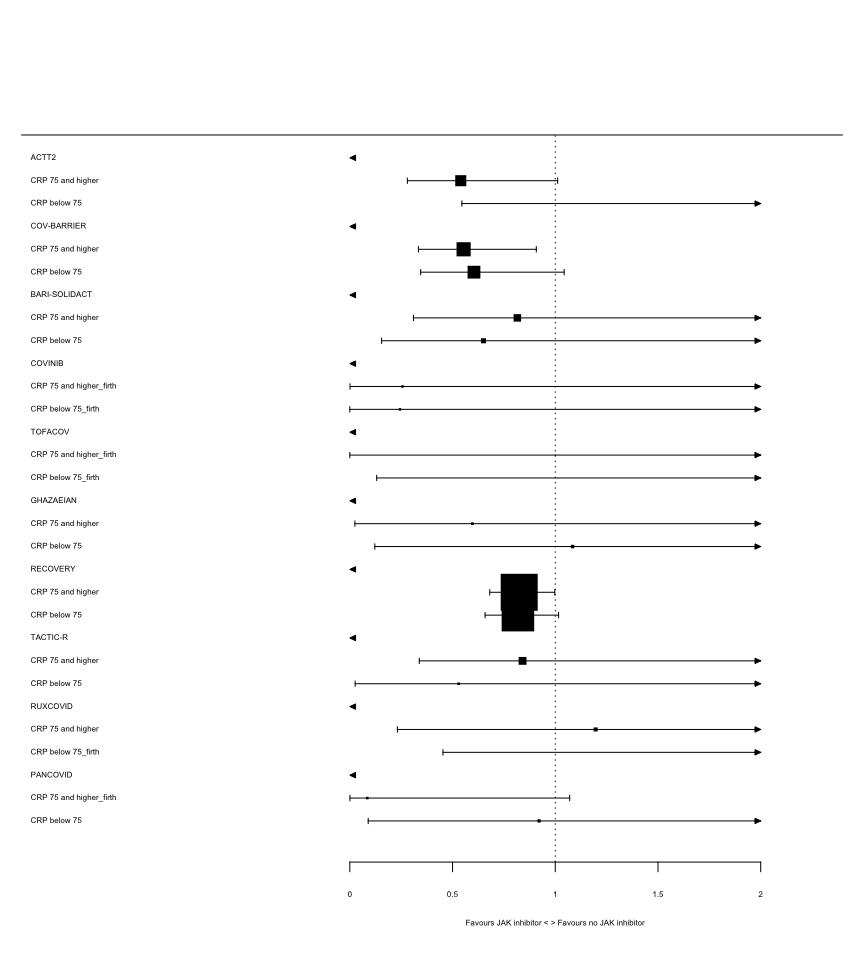 ACTT2
CRP 75 and higher
CRP below 75
COV-BARRIER
CRP 75 and higher
CRP below 75
BARI-SOLIDACT
CRP 75 and higher
CRP below 75
COVINIB
CRP 75 and higher_firth
CRP below 75_firth
TOFACOV
CRP 75 and higher_firth
CRP below 75_firth
GHAZAEIAN
CRP 75 and higher
CRP below 75
RECOVERY
CRP 75 and higher
CRP below 75
TACTIC-R
CRP 75 and higher
CRP below 75
RUXCOVID
CRP 75 and higher
CRP below 75_firth
PANCOVID
CRP 75 and higher_firth
CRP below 75
0 0.5 1 1.5 2
Favours JAK inhibitor < > Favours no JAK inhibitor